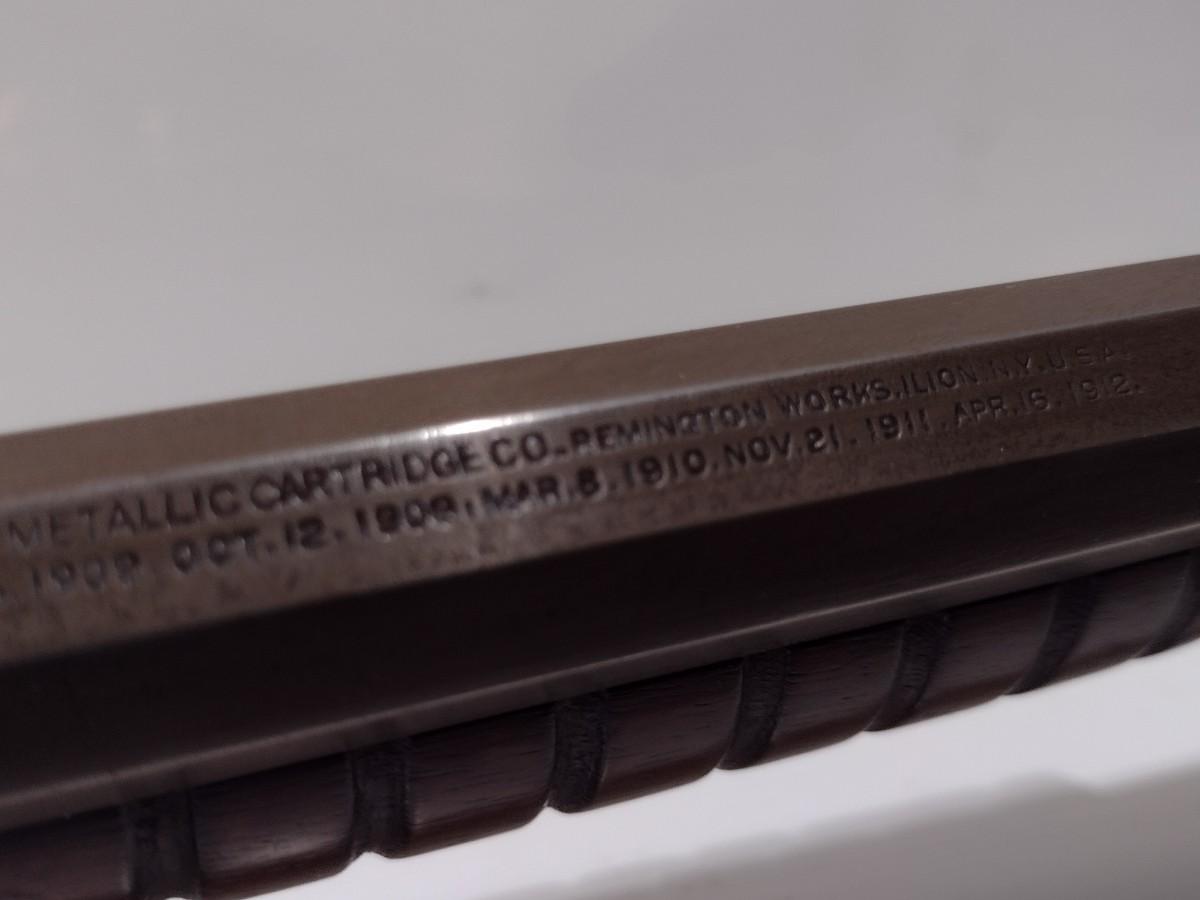 METALLIC CARTRIDGE CO. REMINGTON WORKS. ILION. N.Y. U.S.A.
1909 OCT. 12. 1909. MAR. 8. 1910. NOV. 21. 1911. APR. 16. 1912.